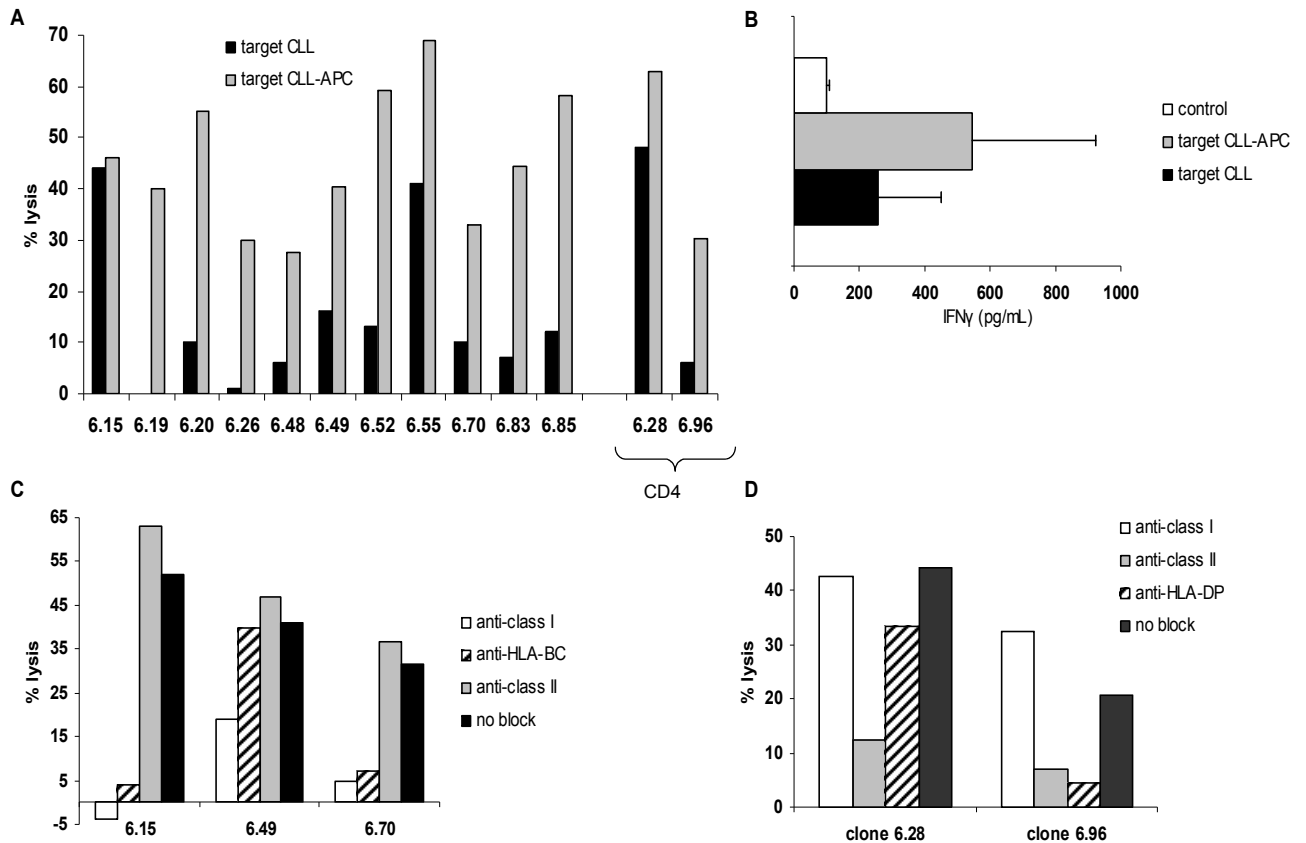 A
70
60
50
40
30
20
10
0
% lysis
target CLL
target CLL-APC
6.15 6.19 6.20 6.26 6.48 6.49 6.52 6.55 6.70 6.83 6.85 6.28 6.96
CD4
B
control
target CLL-APC
target CLL
0 200 400 600 800 1000
IFNγ (pg/mL)
C
65
55
45
35
25
15
5
-5
% lysis
anti-class I
anti-HLA-BC
anti-class II
no block
6.15 6.49 6.70
D
50
40
30
20
10
0
% lysis
anti-class I
anti-class II
anti-HLA-DP
no block
clone 6.28 clone 6.96